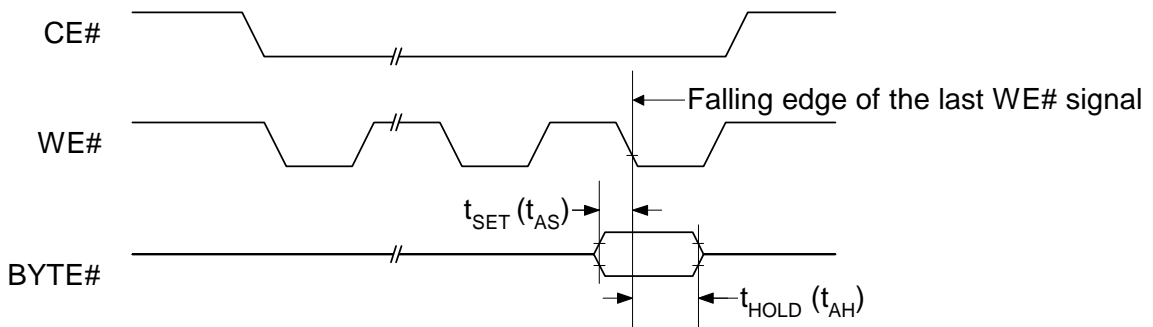 CE#
Falling edge of the last WE# signal
WE#
tSET (tAS)
BYTE#
tHOLD (tAH)